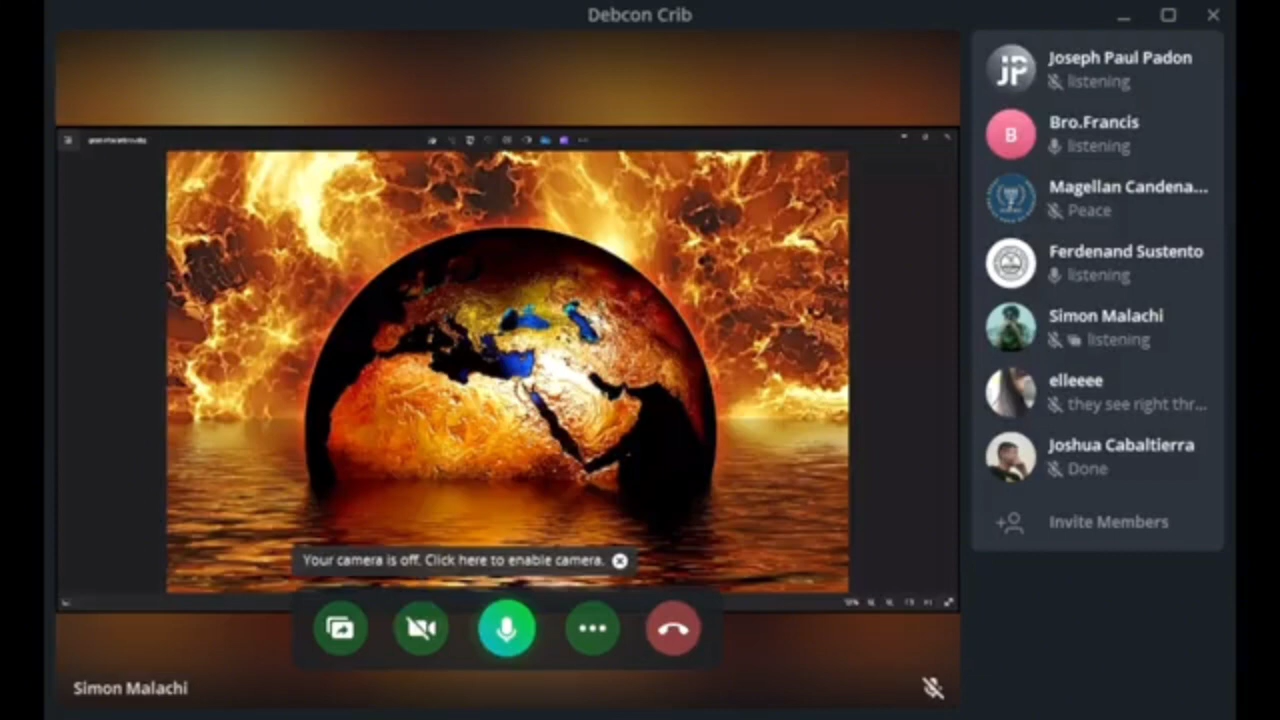 Debcon Crib
JP
Joseph Paul Padon
listening
B
Bro.Francis
listening
Magellan Candena...
Peace
Ferdenand Sustento
listening
Simon Malachi
listening
elleeee
they see right thr...
Joshua Cabaltierra
Done
Invite Members
Your camera is off. Click here to enable camera.
Simon Malachi